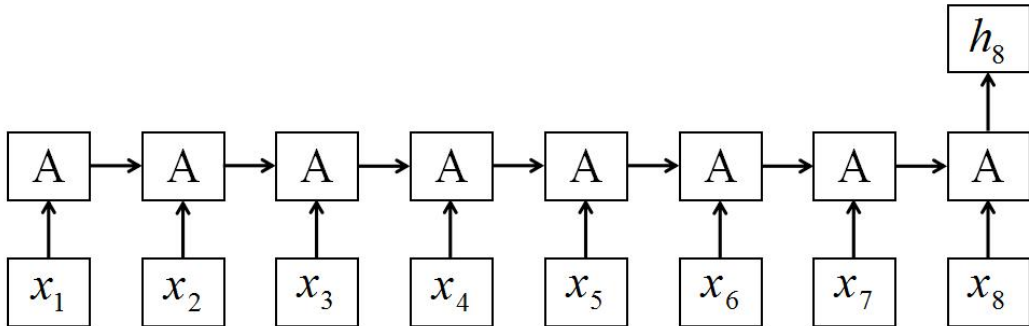 h₈
A A A A A A A A
x₁ x₂ x₃ x₄ x₅ x₆ x₇ x₈